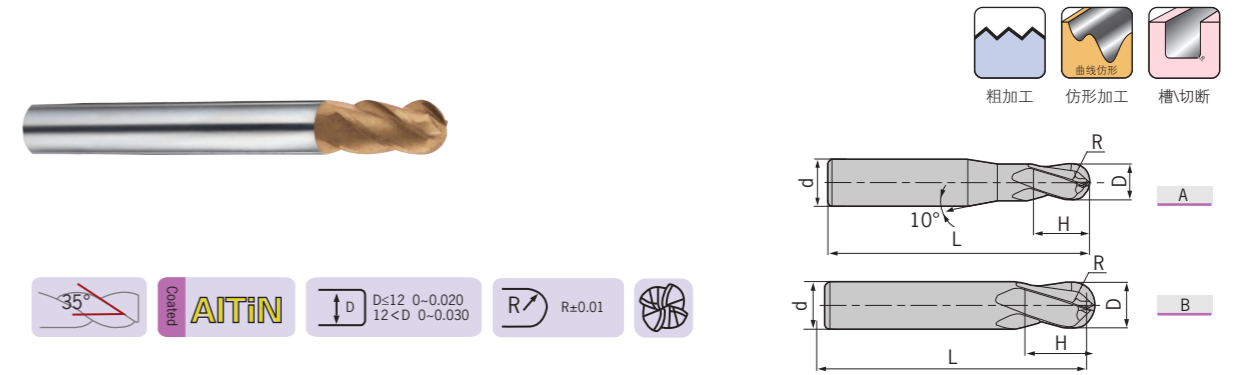 曲线仿形
粗加工
仿形加工
槽\切断
R
d
D
10°
H
L
A
R
d
D
H
L
B
35°
Coated
AlTiN
D
D≤12 0~0.020
12<D 0~0.030
R
R±0.01